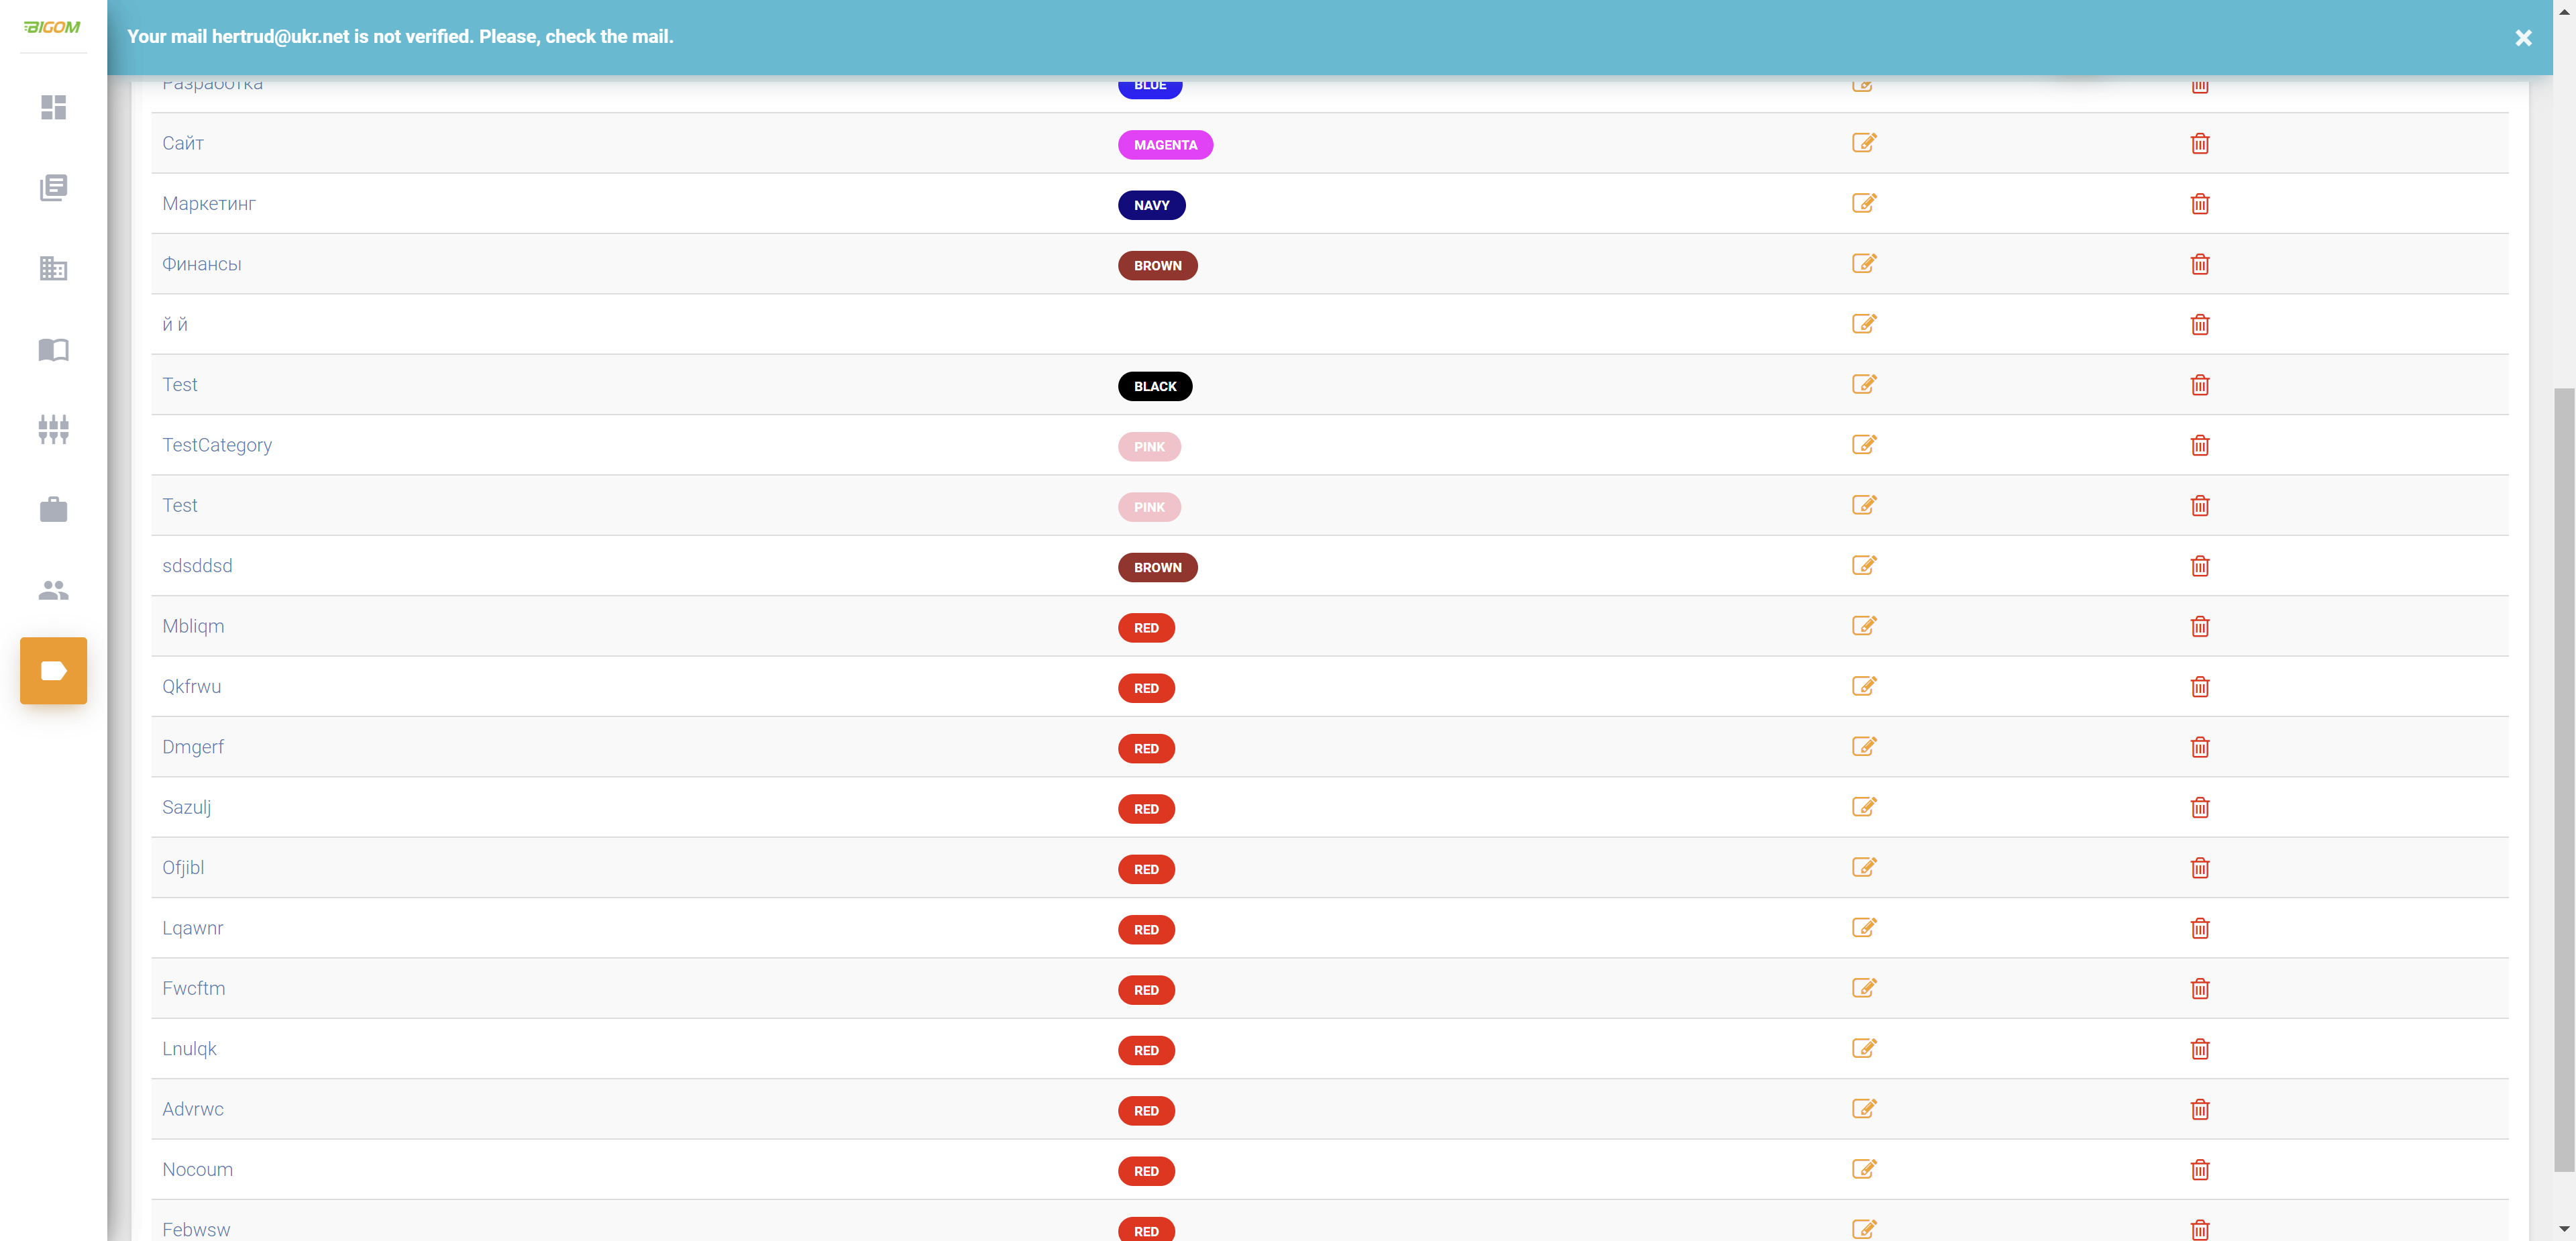 BIGOM
Your mail hertrud@ukr.net is not verified. Please, check the mail.
Разработка BLUE
Сайт MAGENTA
Маркетинг NAVY
Финансы BROWN
й й
Test BLACK
TestCategory PINK
Test PINK
sdsddsd BROWN
Mbliqm RED
Qkfrwu RED
Dmgerf RED
Sazulj RED
Ofjibl RED
Lqawnr RED
Fwcftm RED
Lnulqk RED
Advrwc RED
Nocoum RED
Febwsw RED